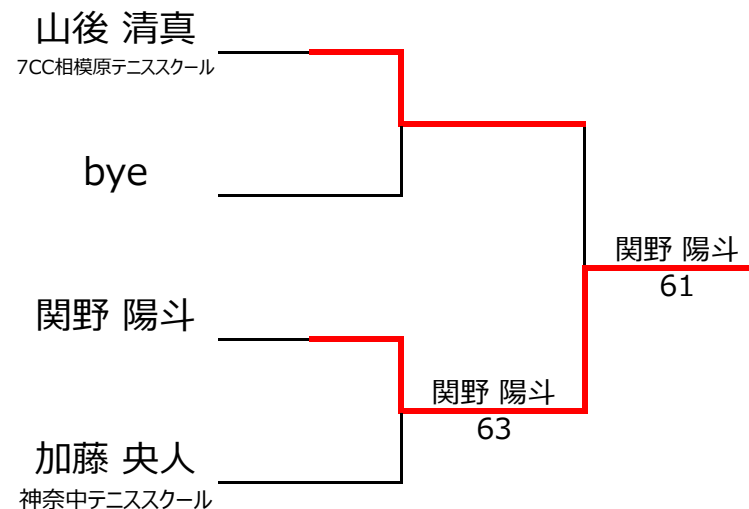 山後 清真
7CC相模原テニススクール
bye
関野 陽斗
加藤 央人
神奈中テニススクール
関野 陽斗
63
関野 陽斗
61